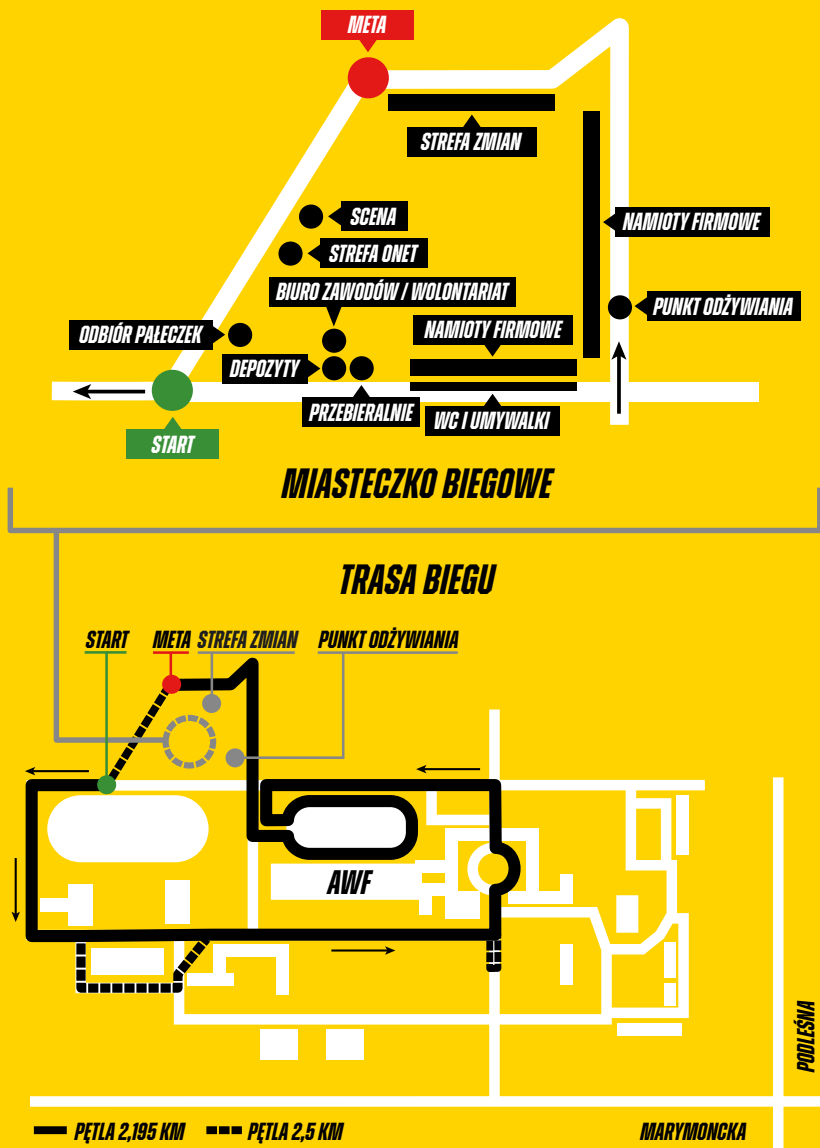 META
STREFA ZMIAN
SCENA
NAMIOTY FIRMOWE
STREFA ONET
BIURO ZAWODÓW / WOLONTARIAT
PUNKT ODŻYWIANIA
ODBIÓR PAŁECZEK
NAMIOTY FIRMOWE
DEPOZYTY
PRZEBIERALNIE
WC I UMYWALKI
START
MIASTECZKO BIEGOWE
TRASA BIEGU
START META STREFA ZMIAN PUNKT ODŻYWIANIA
AWF
PODLEŚNA
PĘTLA 2,195 KM PĘTLA 2,5 KM MARYMONCKA